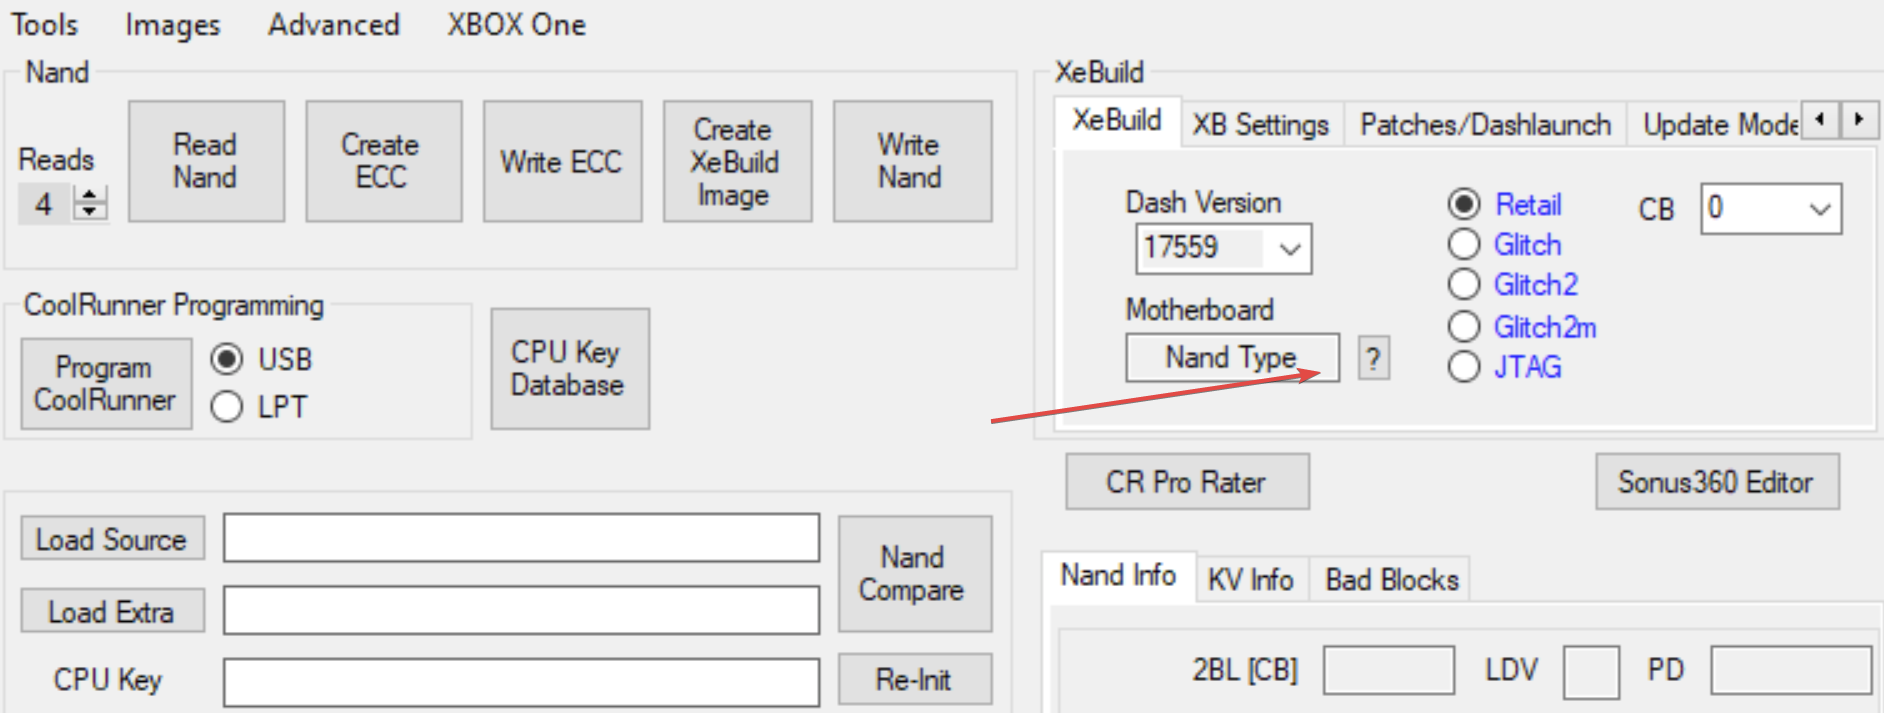 Tools Images Advanced XBOX One
Nand
Reads
4
Read
Nand
Create
ECC
Write ECC
Create
XeBuild
Image
Write
Nand
XeBuild
XeBuild XB Settings Patches/Dashlaunch Update Mode
Dash Version
17559
Motherboard
Nand Type ?
Retail
Glitch
Glitch2
Glitch2m
JTAG
CB 0
CoolRunner Programming
Program
CoolRunner
USB
LPT
CPU Key
Database
CR Pro Rater Sonus360 Editor
Load Source
Load Extra
CPU Key
Nand
Compare
Re-Init
Nand Info KV Info Bad Blocks
2BL [CB] LDV PD